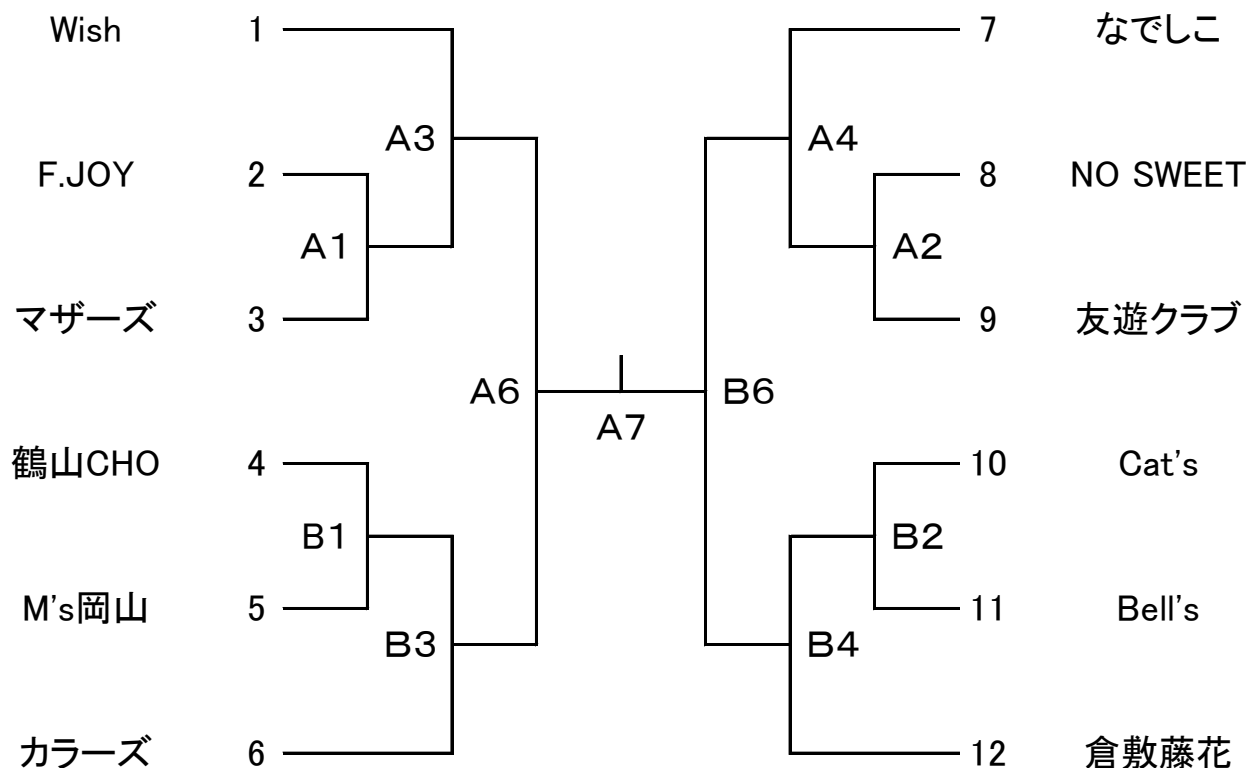 Wish 1 7 なでしこ
A3 A4
F.JOY 2 8 NO SWEET
A1 A2
マザーズ 3 9 友遊クラブ
A6 B6
A7
鶴山CHO 4 10 Cat's
B1 B2
M's岡山 5 11 Bell's
B3 B4
カラーズ 6 12 倉敷藤花